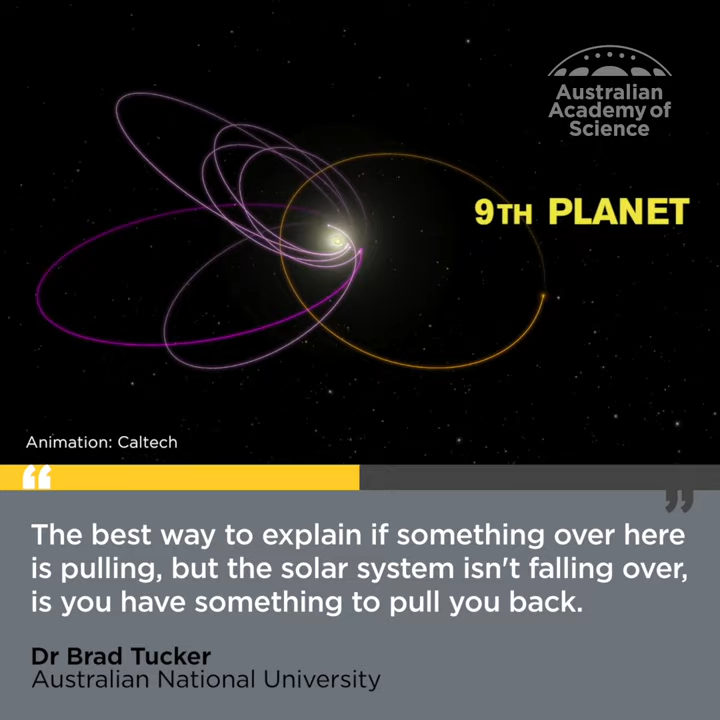 Australian
Academy of
Science
9TH PLANET
Animation: Caltech
“
”
The best way to explain if something over here
is pulling, but the solar system isn't falling over,
is you have something to pull you back.
Dr Brad Tucker
Australian National University